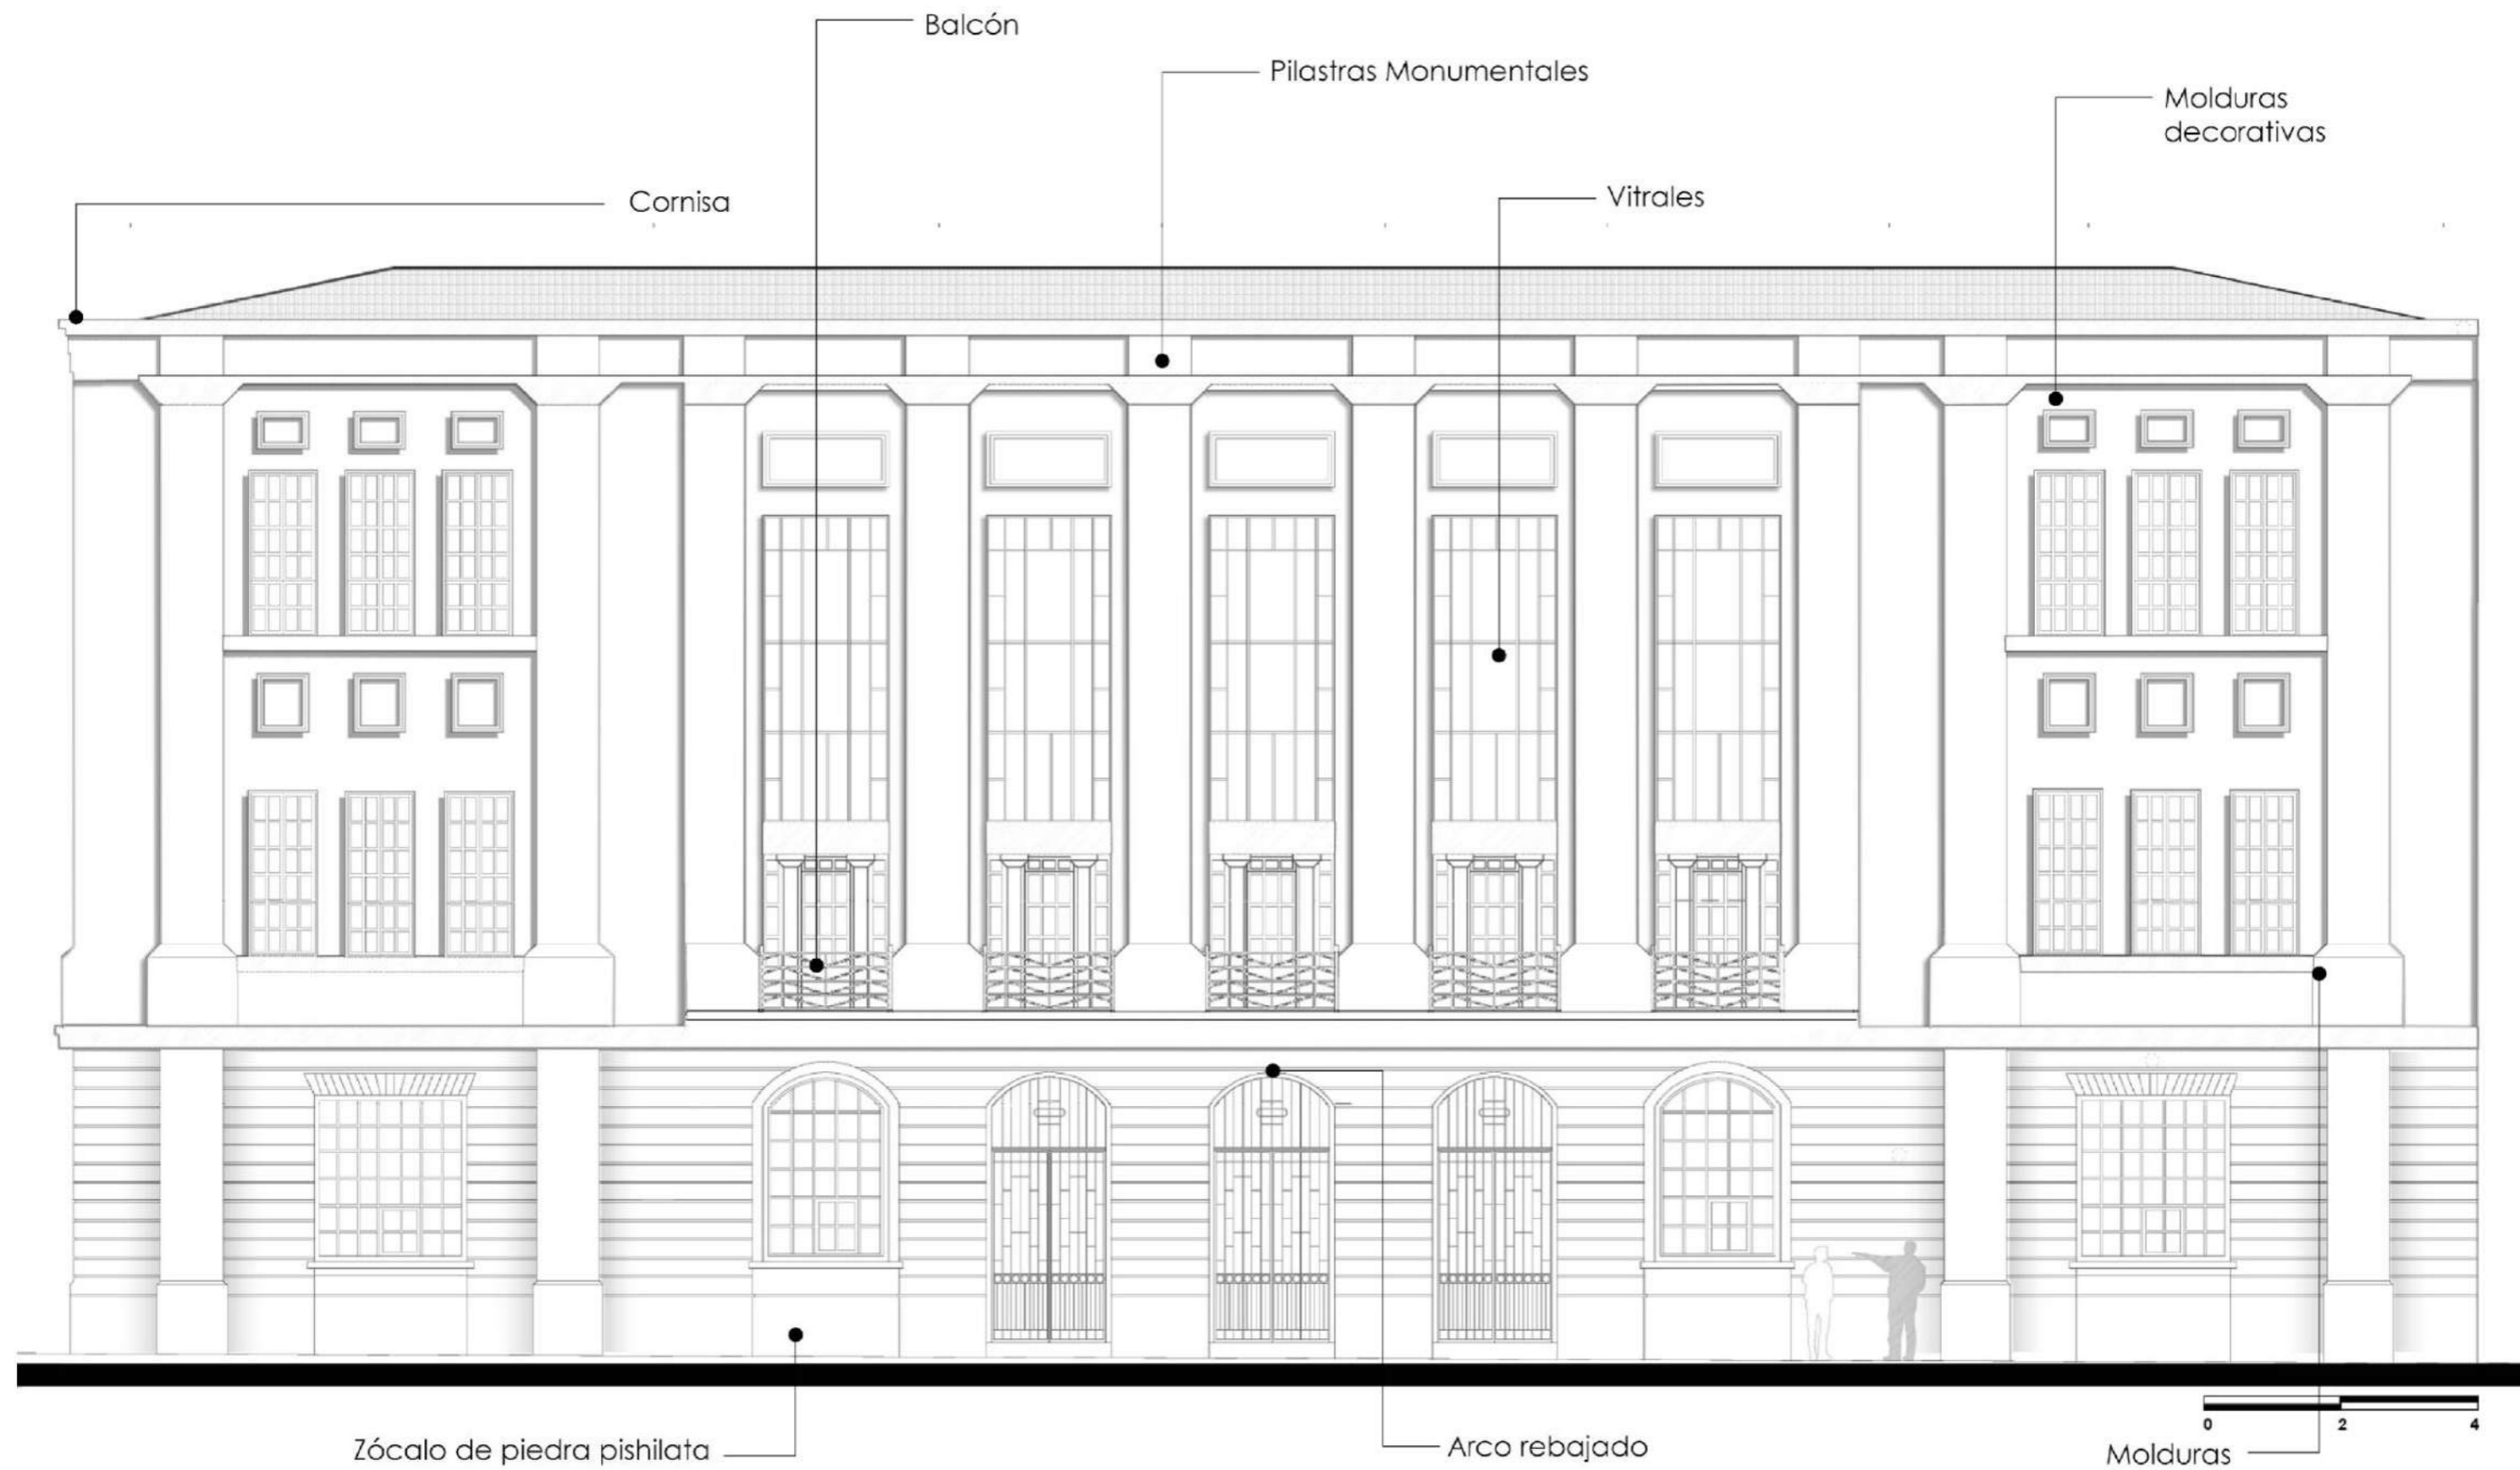 Balcón
Pilastras Monumentales
Molduras
decorativas
Vitrales
Cornisa
0 2 4
Zócalo de piedra pishilata
Arco rebajado
Molduras